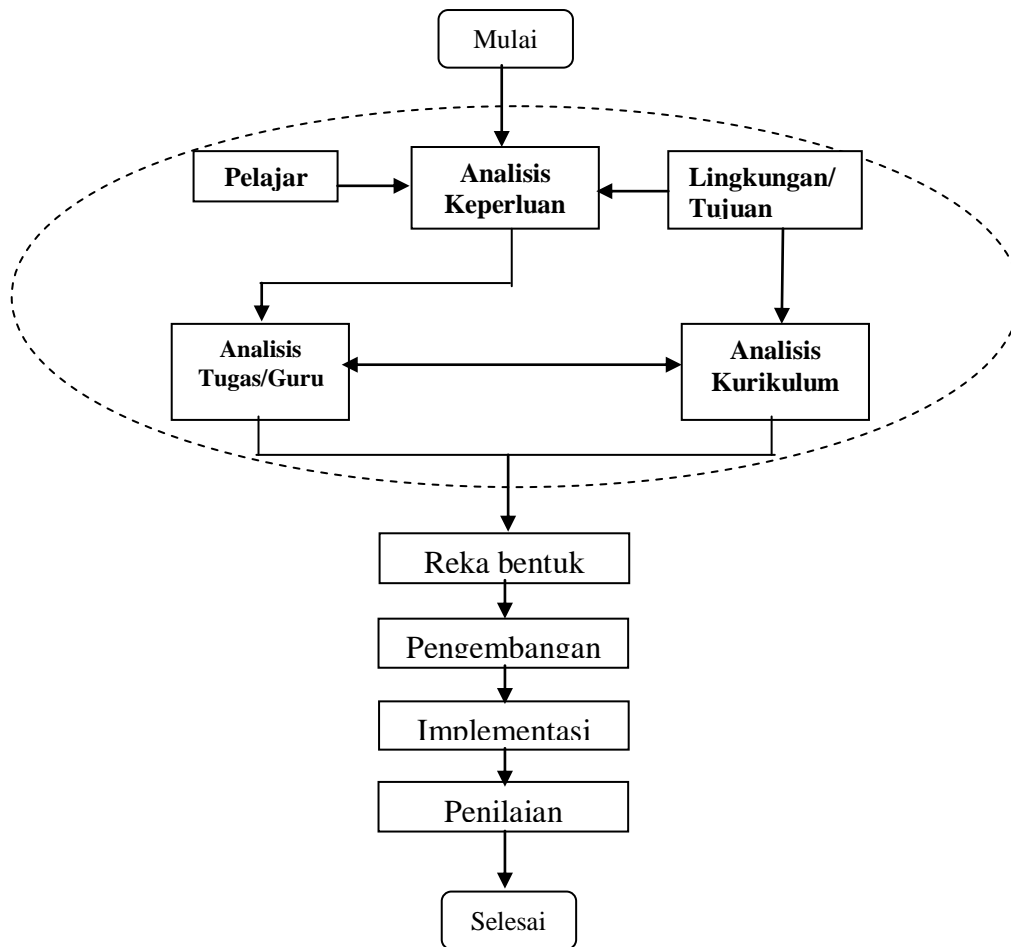 Mulai
Pelajar
Analisis
Keperluan
Lingkungan/
Tujuan
Analisis
Tugas/Guru
Analisis
Kurikulum
Reka bentuk
Pengembangan
Implementasi
Penilaian
Selesai